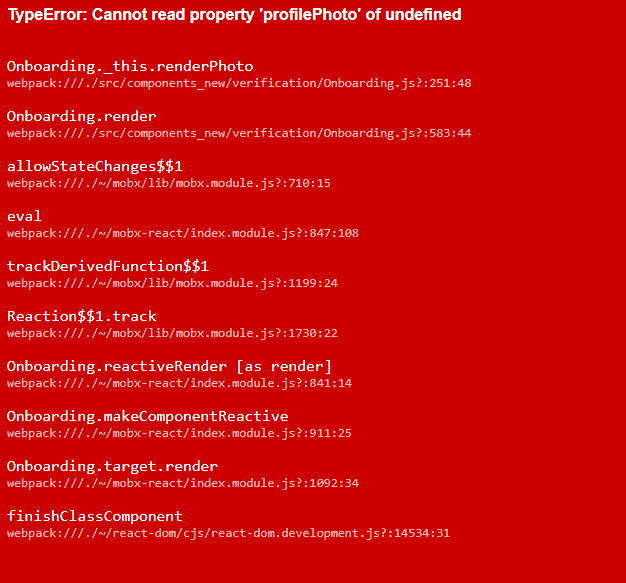 TypeError: Cannot read property 'profilePhoto' of undefined
Onboarding._this.renderPhoto
webpack:///./src/components_new/verification/Onboarding.js?:251:48
Onboarding.render
webpack:///./src/components_new/verification/Onboarding.js?:583:44
allowStateChanges$$1
webpack:///./~/mobx/lib/mobx.module.js?:710:15
eval
webpack:///./~/mobx-react/index.module.js?:847:108
trackDerivedFunction$$1
webpack:///./~/mobx/lib/mobx.module.js?:1199:24
Reaction$$1.track
webpack:///./~/mobx/lib/mobx.module.js?:1730:22
Onboarding.reactiveRender [as render]
webpack:///./~/mobx-react/index.module.js?:841:14
Onboarding.makeComponentReactive
webpack:///./~/mobx-react/index.module.js?:911:25
Onboarding.target.render
webpack:///./~/mobx-react/index.module.js?:1092:34
finishClassComponent
webpack:///./~/react-dom/cjs/react-dom.development.js?:14534:31